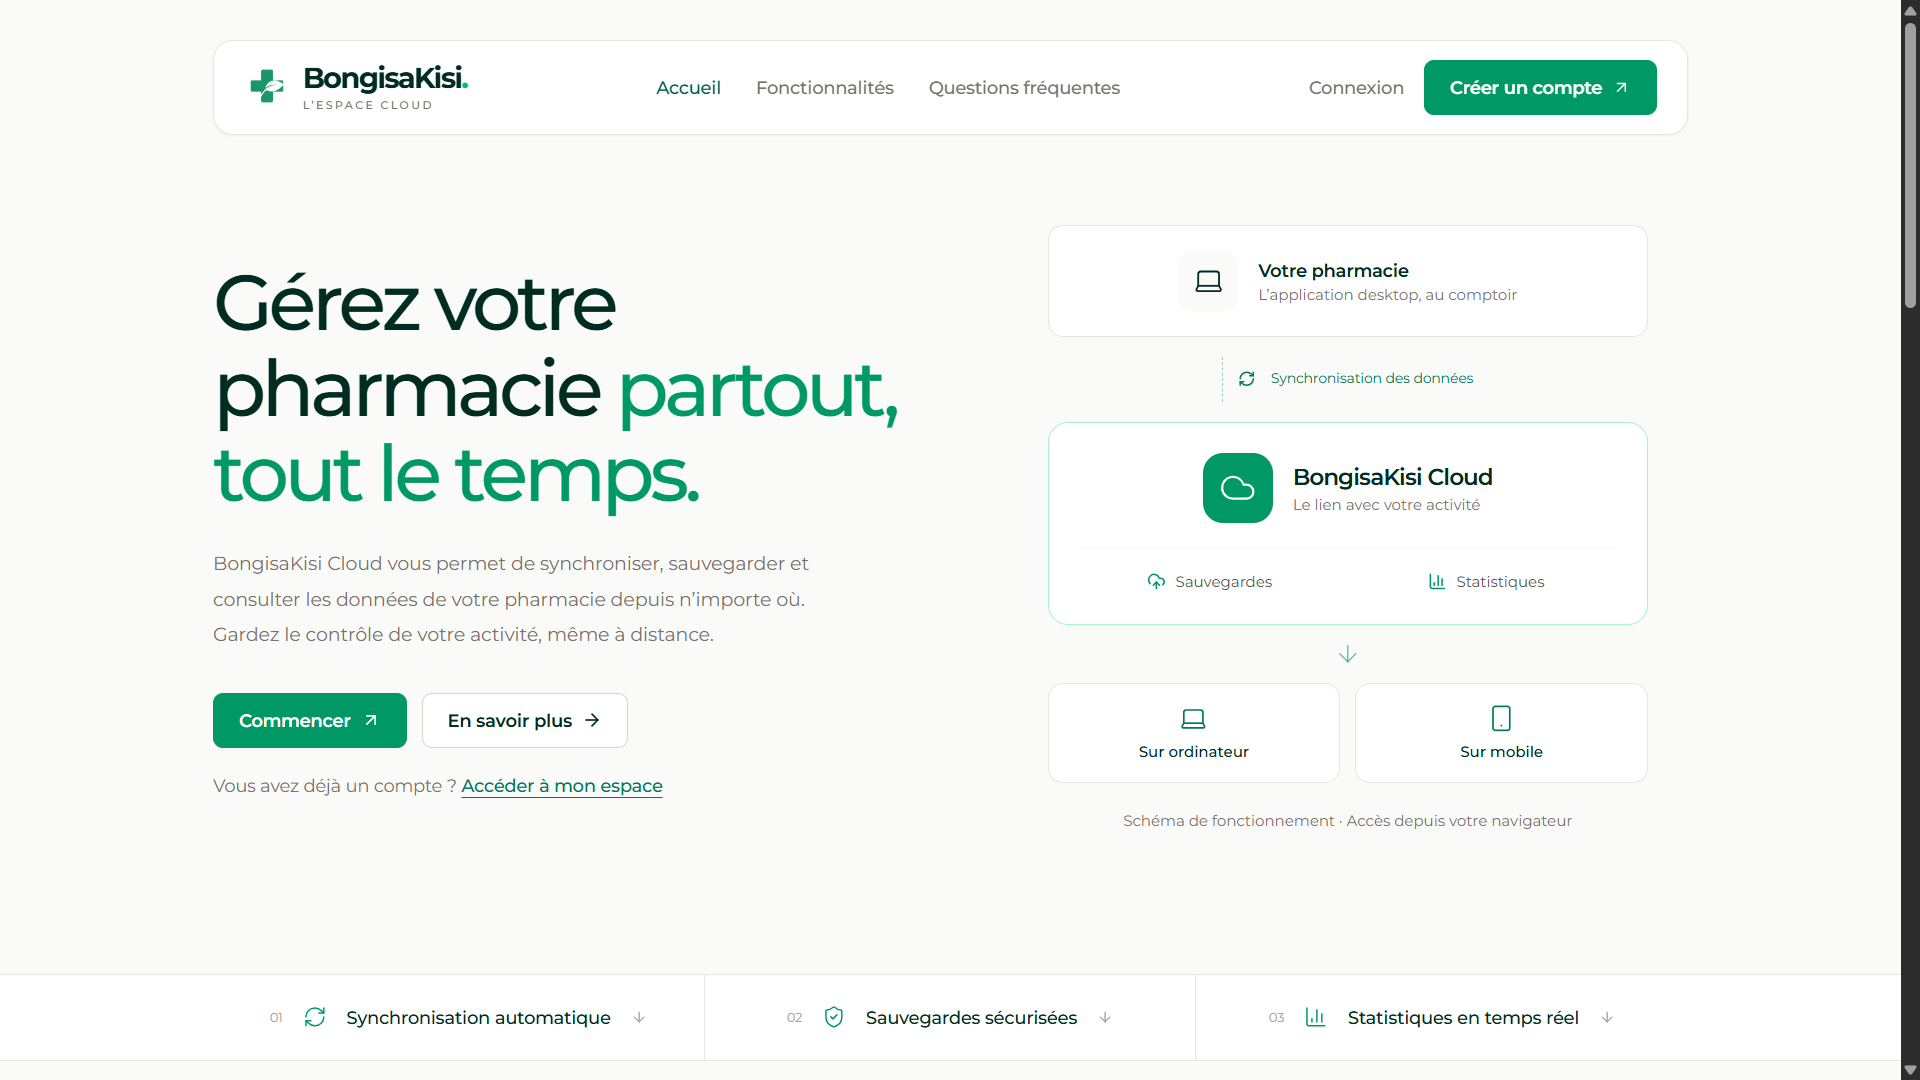 BongisaKisi.
L'ESPACE CLOUD
Accueil
Fonctionnalités
Questions fréquentes
Connexion
Créer un compte
Gérez votre
pharmacie partout,
tout le temps.
BongisaKisi Cloud vous permet de synchroniser, sauvegarder et
consulter les données de votre pharmacie depuis n’importe où.
Gardez le contrôle de votre activité, même à distance.
Commencer
En savoir plus
Vous avez déjà un compte ? Accéder à mon espace
Votre pharmacie
L’application desktop, au comptoir
Synchronisation des données
BongisaKisi Cloud
Le lien avec votre activité
Sauvegardes
Statistiques
Sur ordinateur
Sur mobile
Schéma de fonctionnement · Accès depuis votre navigateur
01 Synchronisation automatique
02 Sauvegardes sécurisées
03 Statistiques en temps réel